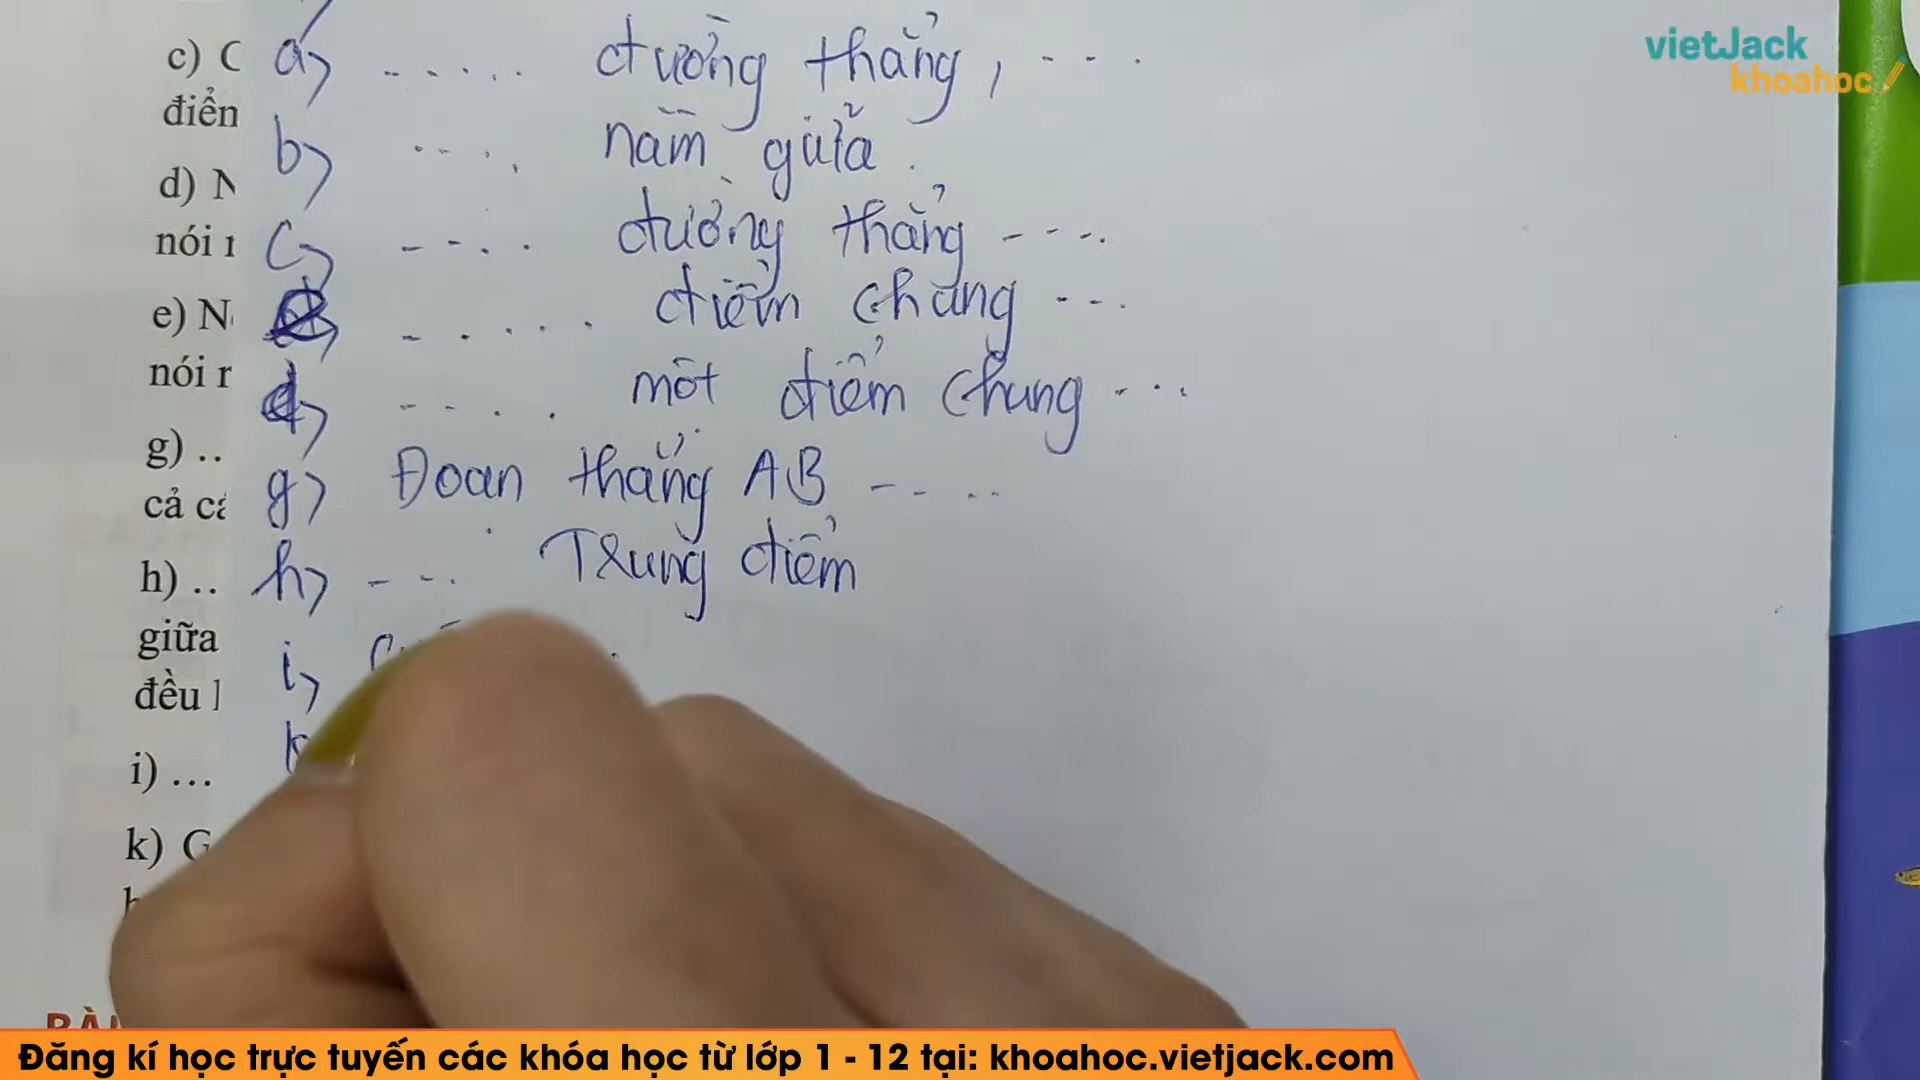 vietJack
khoahoc
c) C
điển
d) N
nói r
e) N
nói r
g) ..
cả cá
h) ..
giữa
đều l
i) ...
k) G
a) ..... đường thẳng, ...
b) .... nằm giữa.
c) .... đường thẳng ....
..... điểm chung ...
d) .... một điểm chung ...
g) Đoạn thẳng AB ....
h) ... Trung điểm
i)
k
BÀI
Đăng kí học trực tuyến các khóa học từ lớp 1 - 12 tại: khoahoc.vietjack.com